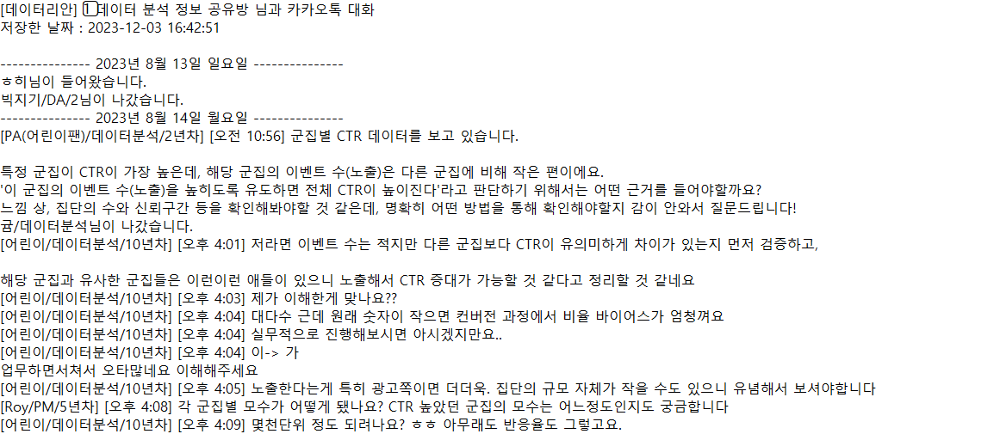 [데이터리안] 1️⃣데이터 분석 정보 공유방 님과 카카오톡 대화
저장한 날짜 : 2023-12-03 16:42:51
--------------- 2023년 8월 13일 일요일 ---------------
ㅎ히님이 들어왔습니다.
빅지기/DA/2님이 나갔습니다.
--------------- 2023년 8월 14일 월요일 ---------------
[PA(어린이팬)/데이터분석/2년차] [오전 10:56] 군집별 CTR 데이터를 보고 있습니다.
특정 군집이 CTR이 가장 높은데, 해당 군집의 이벤트 수(노출)은 다른 군집에 비해 작은 편이에요.
'이 군집의 이벤트 수(노출)을 높히도록 유도하면 전체 CTR이 높이진다'라고 판단하기 위해서는 어떤 근거를 들어야할까요?
느낌 상, 집단의 수와 신뢰구간 등을 확인해봐야할 것 같은데, 명확히 어떤 방법을 통해 확인해야할지 감이 안와서 질문드립니다!
귬/데이터분석님이 나갔습니다.
[어린이/데이터분석/10년차] [오후 4:01] 저라면 이벤트 수는 적지만 다른 군집보다 CTR이 유의미하게 차이가 있는지 먼저 검증하고,
해당 군집과 유사한 군집들은 이런이런 애들이 있으니 노출해서 CTR 증대가 가능할 것 같다고 정리할 것 같네요
[어린이/데이터분석/10년차] [오후 4:03] 제가 이해한게 맞나요??
[어린이/데이터분석/10년차] [오후 4:04] 대다수 근데 원래 숫자이 작으면 컨버전 과정에서 비율 바이어스가 엄청껴요
[어린이/데이터분석/10년차] [오후 4:04] 실무적으로 진행해보시면 아시겠지만요..
[어린이/데이터분석/10년차] [오후 4:04] 이-> 가
업무하면서쳐서 오타많네요 이해해주세요
[어린이/데이터분석/10년차] [오후 4:05] 노출한다는게 특히 광고쪽이면 더더욱. 집단의 규모 자체가 작을 수도 있으니 유념해서 보셔야합니다
[Roy/PM/5년차] [오후 4:08] 각 군집별 모수가 어떻게 됐나요? CTR 높았던 군집의 모수는 어느정도인지도 궁금합니다
[어린이/데이터분석/10년차] [오후 4:09] 몇천단위 정도 되려나요? ㅎㅎ 아무래도 반응율도 그렇고요.